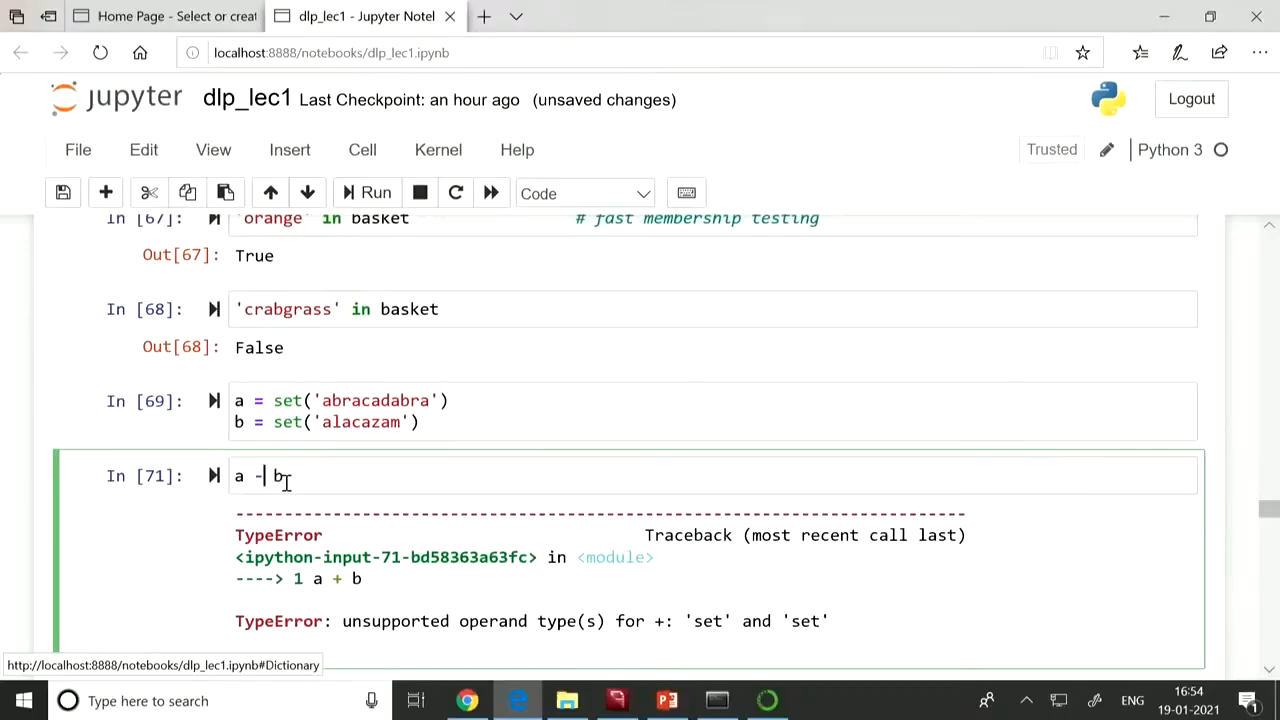 Home Page - Select or creat
dlp_lec1 - Jupyter Notel
localhost:8888/notebooks/dlp_lec1.ipynb
jupyter dlp_lec1 Last Checkpoint: an hour ago (unsaved changes)
Logout
File Edit View Insert Cell Kernel Help
Trusted Python 3
Run Code
In [67]: 'orange' in basket # fast membership testing
Out[67]: True
In [68]: 'crabgrass' in basket
Out[68]: False
In [69]: a = set('abracadabra')
b = set('alacazam')
In [71]: a - b
---------------------------------------------------------------------------
TypeError Traceback (most recent call last)
<ipython-input-71-bd58363a63fc> in <module>
----> 1 a + b
TypeError: unsupported operand type(s) for +: 'set' and 'set'
http://localhost:8888/notebooks/dlp_lec1.ipynb#Dictionary
Type here to search
ENG
16:54
19-01-2021
1